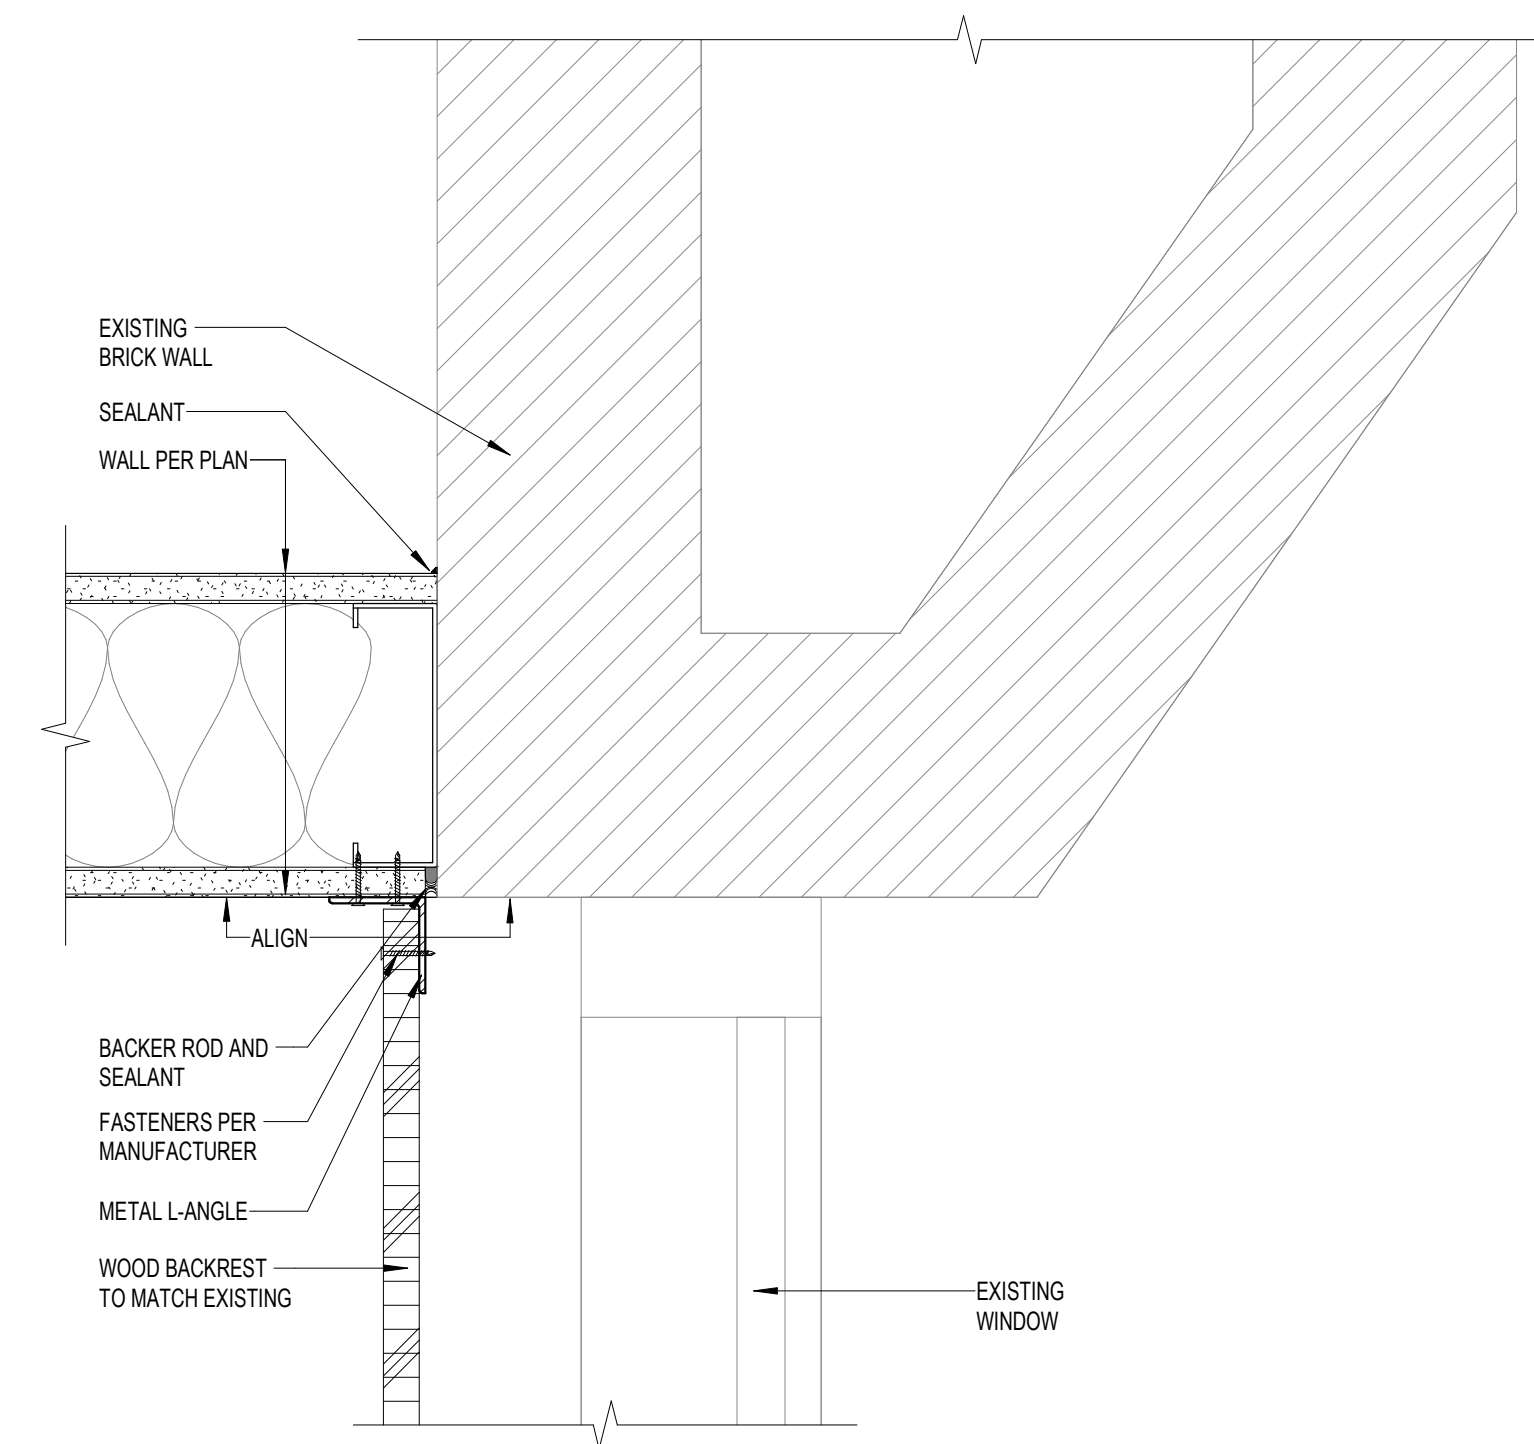 EXISTING
BRICK WALL
SEALANT
WALL PER PLAN
ALIGN
BACKER ROD AND
SEALANT
FASTENERS PER
MANUFACTURER
METAL L-ANGLE
WOOD BACKREST
TO MATCH EXISTING
EXISTING
WINDOW